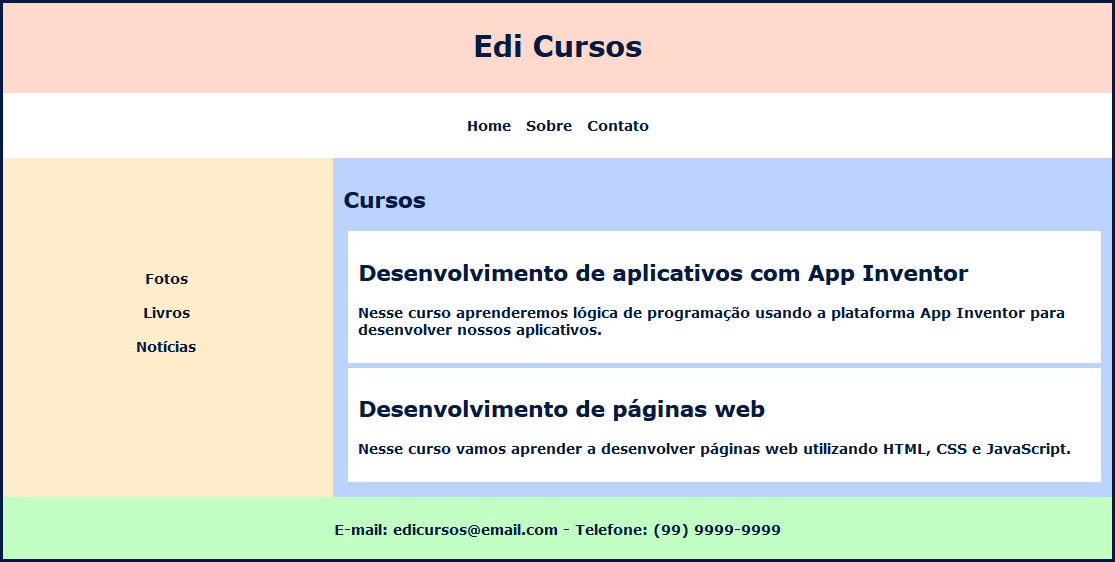 Edi Cursos
Home Sobre Contato
Fotos
Livros
Notícias
Cursos
Desenvolvimento de aplicativos com App Inventor
Nesse curso aprenderemos lógica de programação usando a plataforma App Inventor para
desenvolver nossos aplicativos.
Desenvolvimento de páginas web
Nesse curso vamos aprender a desenvolver páginas web utilizando HTML, CSS e JavaScript.
E-mail: edicursos@email.com - Telefone: (99) 9999-9999